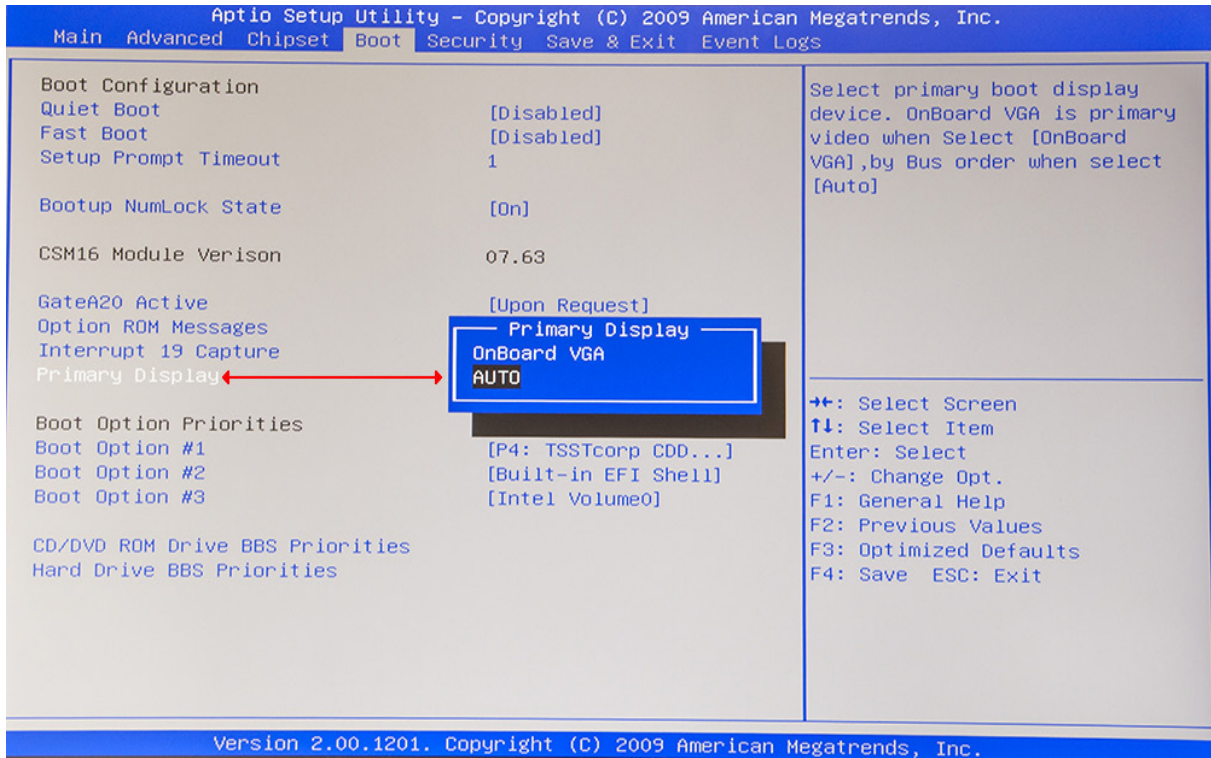 Aptio Setup Utility – Copyright (C) 2009 American Megatrends, Inc.
Main Advanced Chipset Boot Security Save & Exit Event Logs
Boot Configuration
Quiet Boot [Disabled]
Fast Boot [Disabled]
Setup Prompt Timeout 1
Bootup NumLock State [On]
CSM16 Module Verison 07.63
GateA20 Active [Upon Request]
Option ROM Messages
Interrupt 19 Capture
Primary Display
Primary Display
OnBoard VGA
AUTO
Boot Option Priorities
Boot Option #1 [P4: TSSTcorp CDD...]
Boot Option #2 [Built-in EFI Shell]
Boot Option #3 [Intel Volume0]
CD/DVD ROM Drive BBS Priorities
Hard Drive BBS Priorities
Select primary boot display
device. OnBoard VGA is primary
video when Select [OnBoard
VGA],by Bus order when select
[Auto]
→←: Select Screen
↑↓: Select Item
Enter: Select
+/-: Change Opt.
F1: General Help
F2: Previous Values
F3: Optimized Defaults
F4: Save ESC: Exit
Version 2.00.1201. Copyright (C) 2009 American Megatrends, Inc.